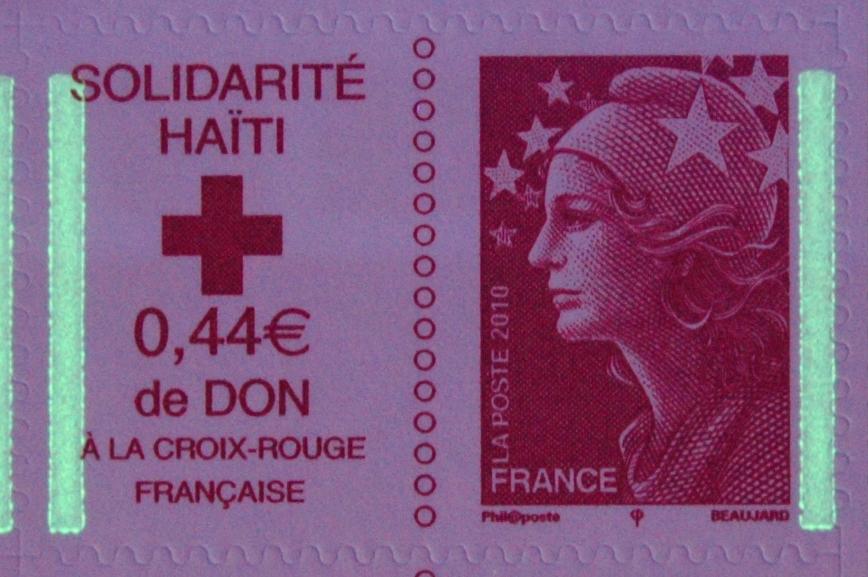 SOLIDARITÉ
HAÏTI
0,44€
de DON
À LA CROIX-ROUGE
FRANÇAISE
LA POSTE 2010
FRANCE
Phil@poste φ BEAUJARD